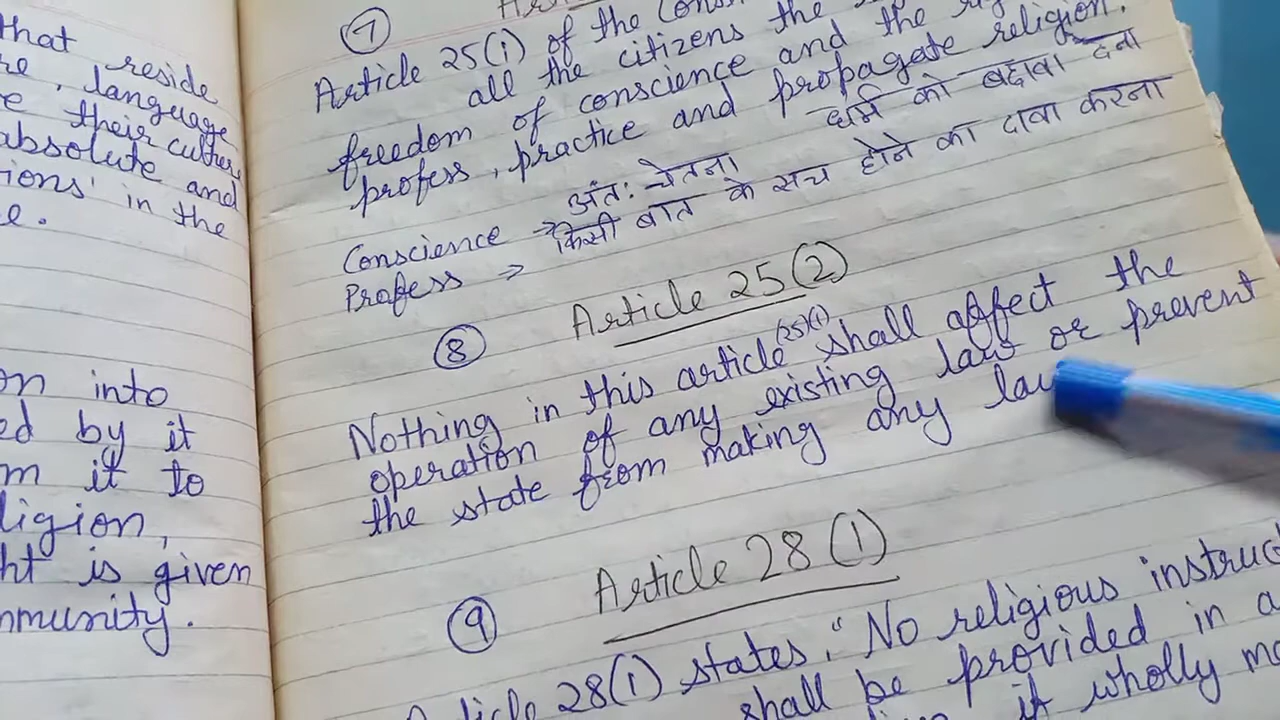 that reside
re, language
e their culture
absolute and
ions' in the
e.
on into
ed by it
m it to
ligion,
ht is given
mmunity.
7
Article 25(1) of the
all the citizens the
freedom of conscience and the
profess, practice and propagate religion.
धर्म को बढ़ावा देना
Conscience → अंतः चेतना
Profess → किसी बात के सच होने का दावा करना
8 Article 25(2)
Nothing in this article (25)(1) shall affect the
operation of any existing law or prevent
the state from making any law
9 Article 28(1)
Article 28(1) states, "No religious instruc
shall be provided in a
it wholly ma